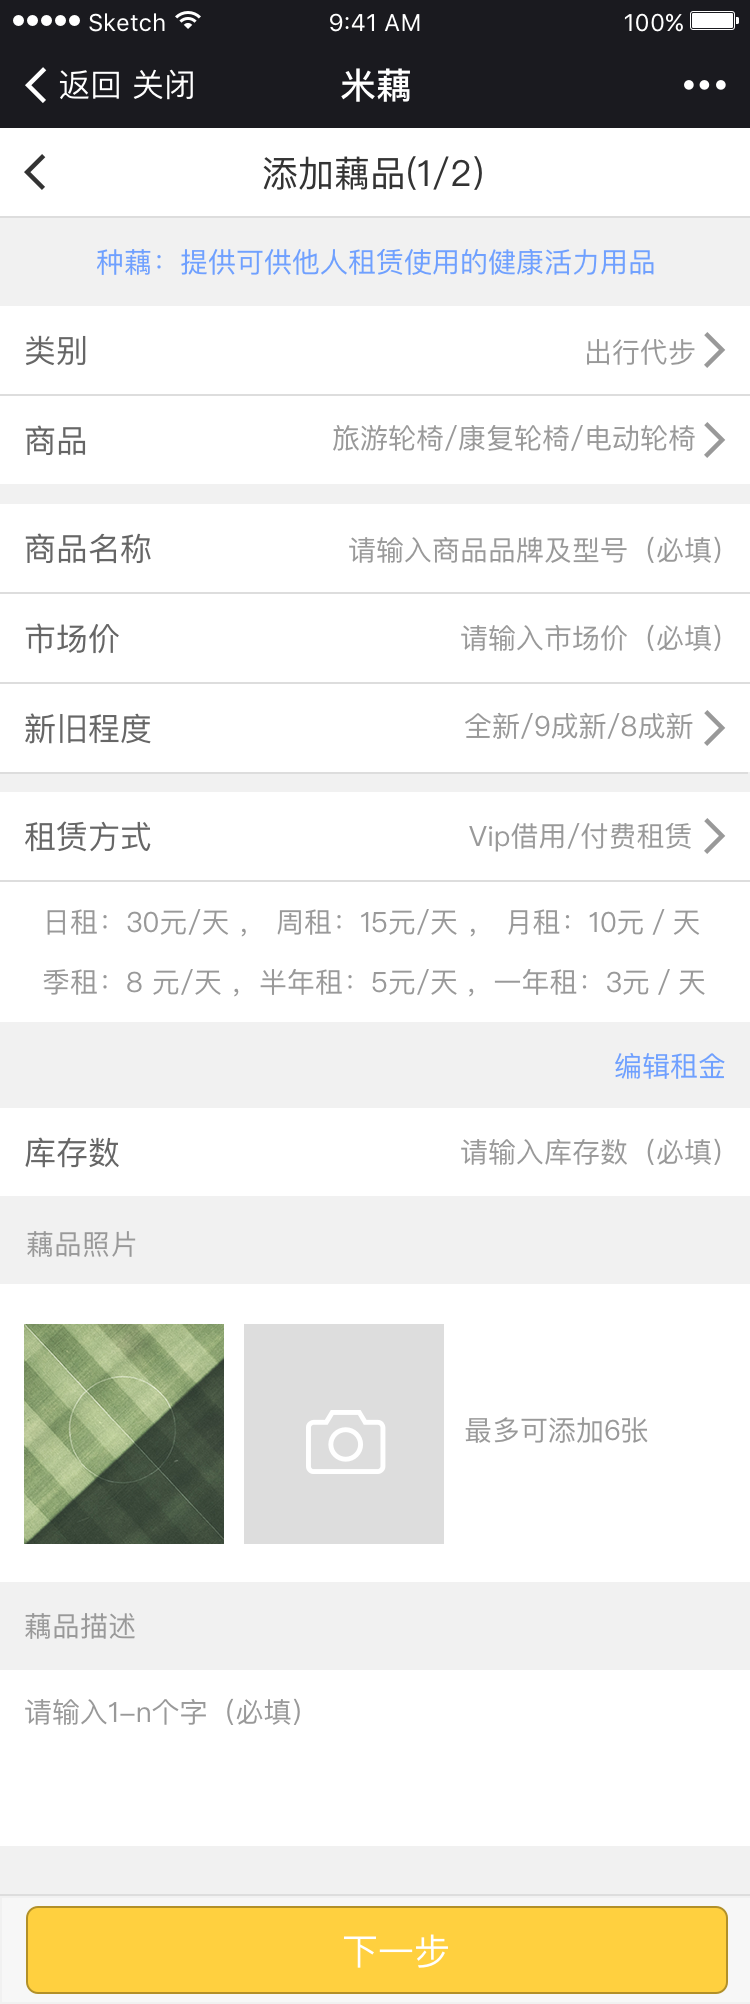 Sketch 9:41 AM 100%
返回 关闭 米藕
添加藕品(1/2)
种藕：提供可供他人租赁使用的健康活力用品
类别 出行代步
商品 旅游轮椅/康复轮椅/电动轮椅
商品名称 请输入商品品牌及型号（必填）
市场价 请输入市场价（必填）
新旧程度 全新/9成新/8成新
租赁方式 Vip借用/付费租赁
日租：30元/天， 周租：15元/天， 月租：10元 / 天
季租：8 元/天，半年租：5元/天，一年租：3元 / 天
编辑租金
库存数 请输入库存数（必填）
藕品照片
最多可添加6张
藕品描述
请输入1-n个字（必填）
下一步